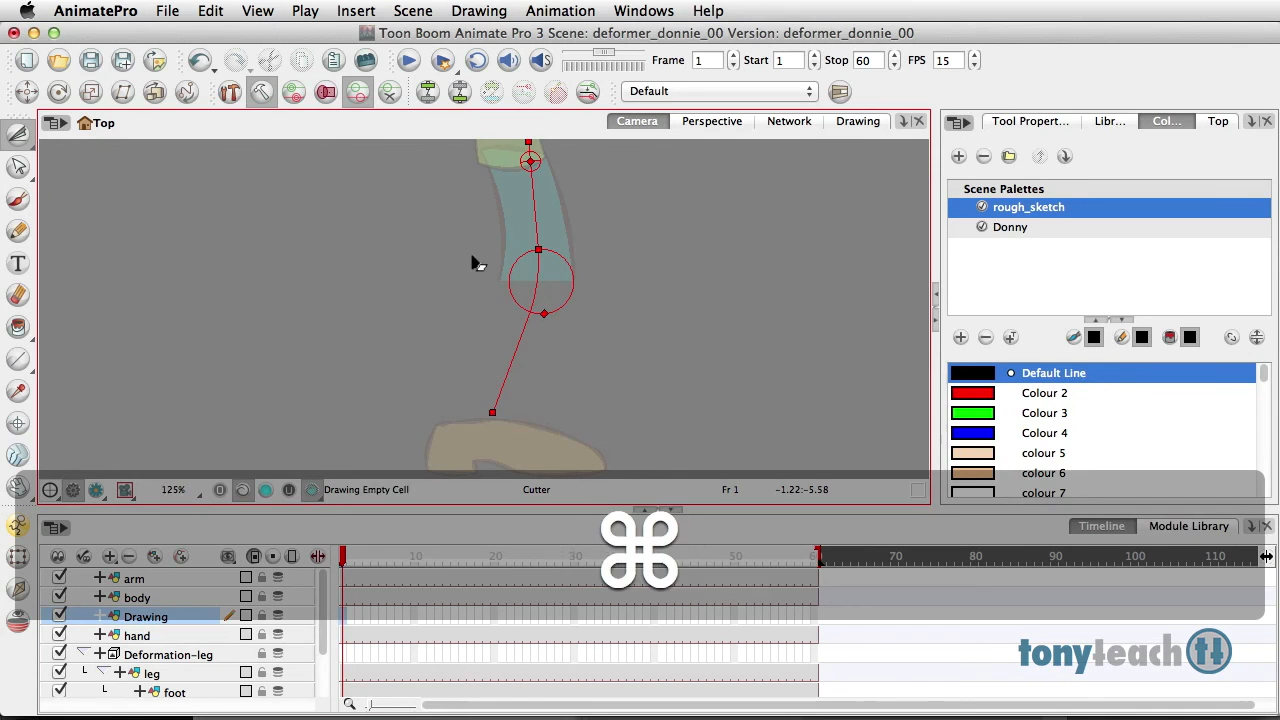 AnimatePro File Edit View Play Insert Scene Drawing Animation Windows Help
Toon Boom Animate Pro 3 Scene: deformer_donnie_00 Version: deformer_donnie_00
Frame 1 Start 1 Stop 60 FPS 15
Default
Top Camera Perspective Network Drawing
Tool Propert... Libr... Col... Top
Scene Palettes
rough_sketch
Donny
Default Line
Colour 2
Colour 3
Colour 4
colour 5
colour 6
colour 7
125% Drawing Empty Cell Cutter Fr 1 -1.22:-5.58
Timeline Module Library
10 20 30 50 70 80 90 100 110
arm
body
Drawing
hand
Deformation-leg
leg
foot
⌘
tonyteach tt